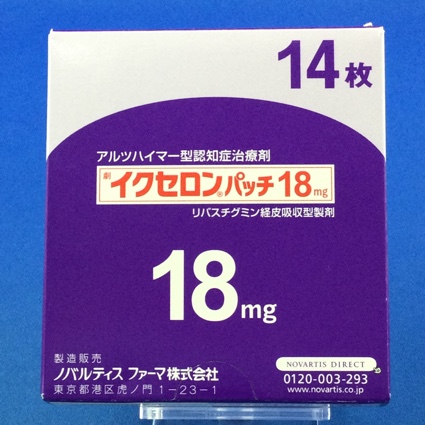 14枚
アルツハイマー型認知症治療剤
劇 イクセロン®パッチ18mg
リバスチグミン経皮吸収型製剤
18mg
製造販売
ノバルティス ファーマ株式会社
東京都港区虎ノ門1-23-1
NOVARTIS DIRECT
0120-003-293
www.novartis.co.jp